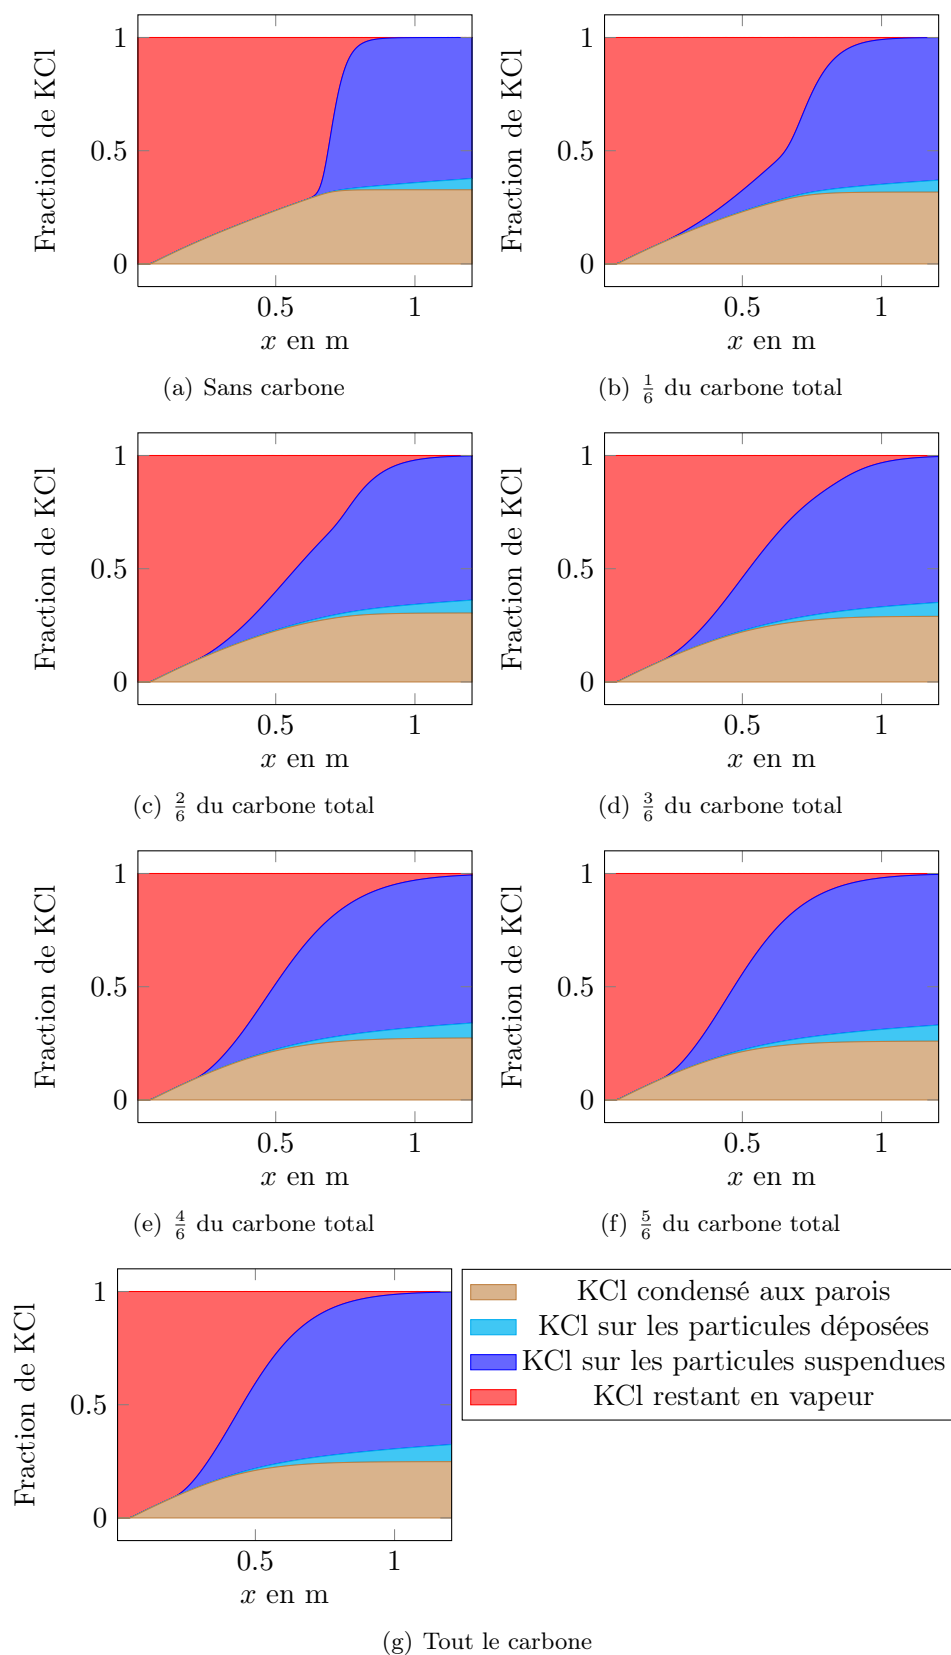 Fraction de KCl
1
0.5
0
0.5 1
x en m
(a) Sans carbone
Fraction de KCl
1
0.5
0
0.5 1
x en m
(b) 1/6 du carbone total
Fraction de KCl
1
0.5
0
0.5 1
x en m
(c) 2/6 du carbone total
Fraction de KCl
1
0.5
0
0.5 1
x en m
(d) 3/6 du carbone total
Fraction de KCl
1
0.5
0
0.5 1
x en m
(e) 4/6 du carbone total
Fraction de KCl
1
0.5
0
0.5 1
x en m
(f) 5/6 du carbone total
Fraction de KCl
1
0.5
0
0.5 1
x en m
KCl condensé aux parois
KCl sur les particules déposées
KCl sur les particules suspendues
KCl restant en vapeur
(g) Tout le carbone